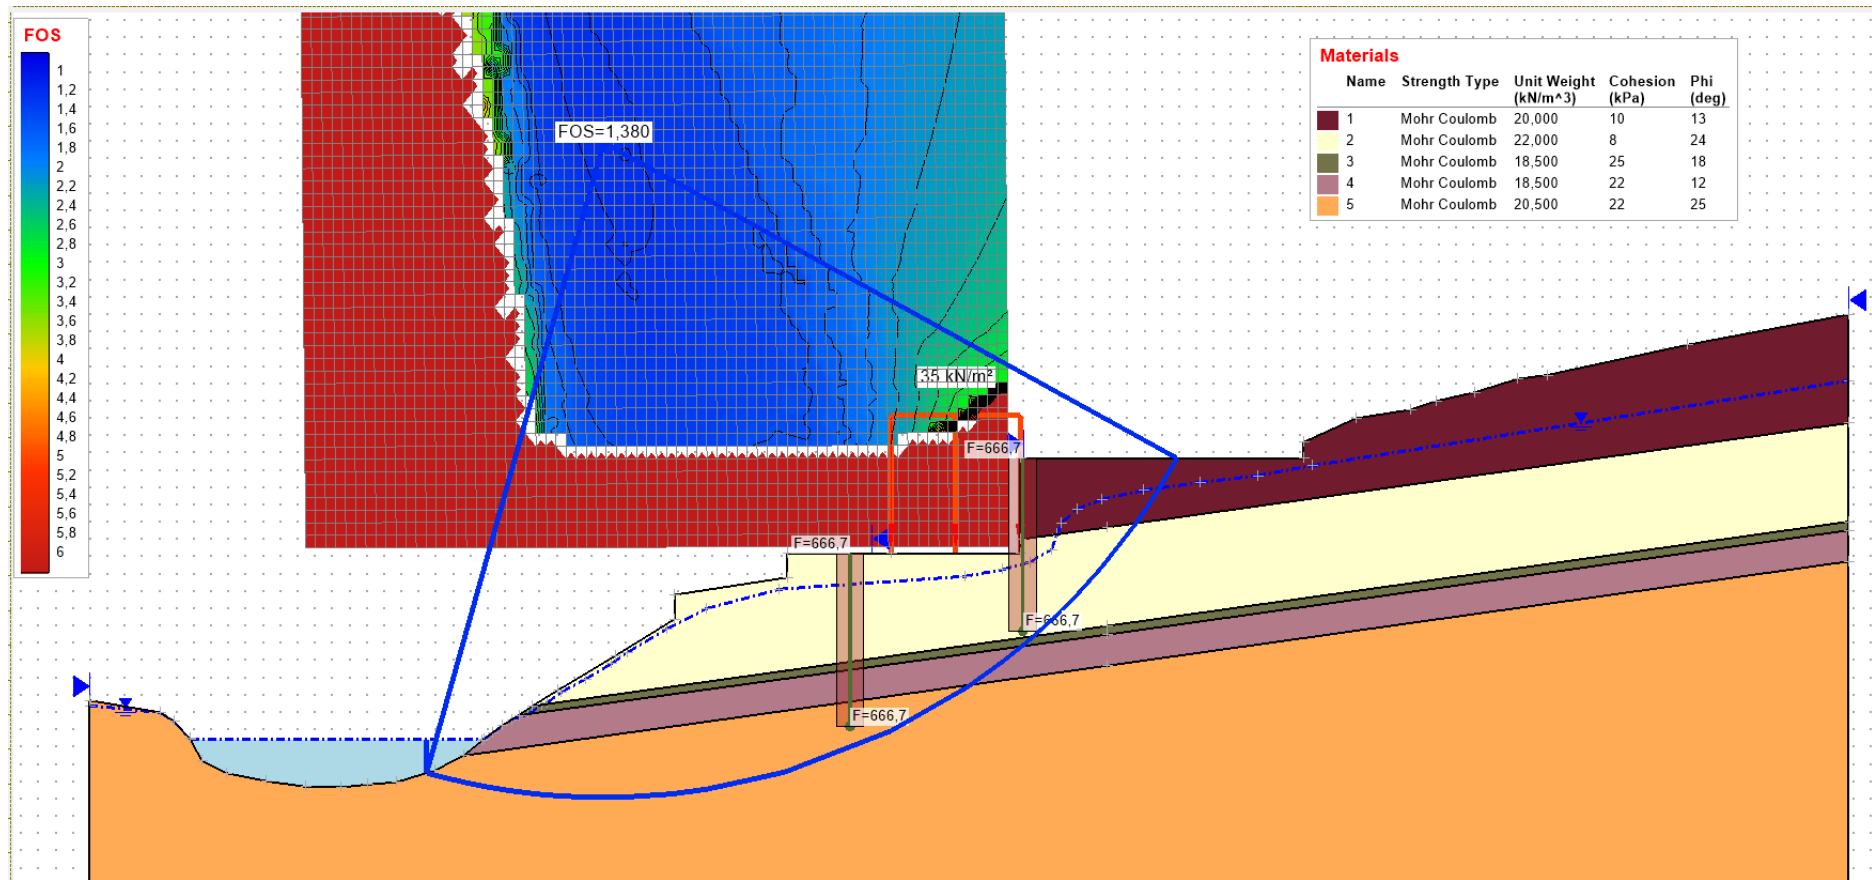 FOS
1
1,2
1,4
1,6
1,8
2
2,2
2,4
2,6
2,8
3
3,2
3,4
3,6
3,8
4
4,2
4,4
4,6
4,8
5
5,2
5,4
5,6
5,8
6
FOS=1,380
35 kN/m²
F=666,7
F=666,7
F=666,7
F=666,7
Materials
Name Strength Type Unit Weight (kN/m^3) Cohesion (kPa) Phi (deg)
1 Mohr Coulomb 20,000 10 13
2 Mohr Coulomb 22,000 8 24
3 Mohr Coulomb 18,500 25 18
4 Mohr Coulomb 18,500 22 12
5 Mohr Coulomb 20,500 22 25